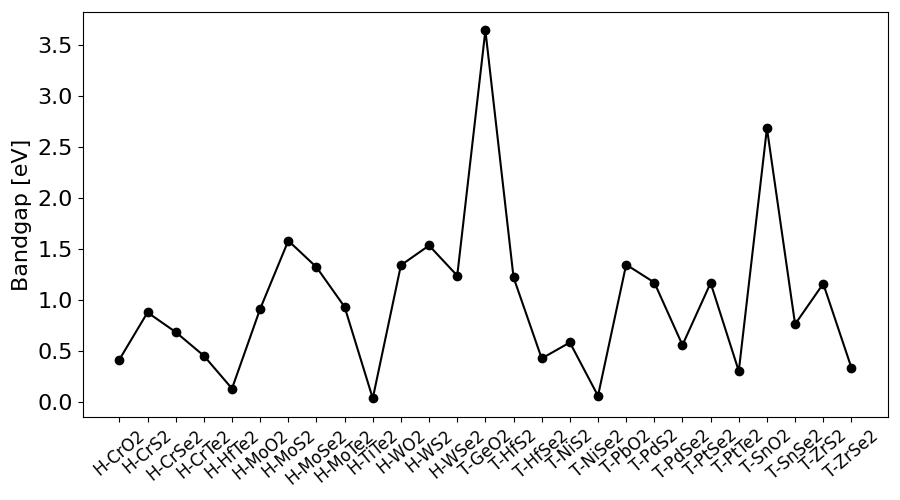 3.5
3.0
2.5
2.0
1.5
1.0
0.5
0.0
Bandgap [eV]
H-CrO2
H-CrS2
H-CrSe2
H-CrTe2
H-HfTe2
H-MoO2
H-MoS2
H-MoSe2
H-MoTe2
H-TiTe2
H-WO2
H-WS2
H-WSe2
T-GeO2
T-HfS2
T-HfSe2
T-NiS2
T-NiSe2
T-PbO2
T-PdS2
T-PdSe2
T-PtSe2
T-PtTe2
T-SnO2
T-SnSe2
T-ZrS2
T-ZrSe2